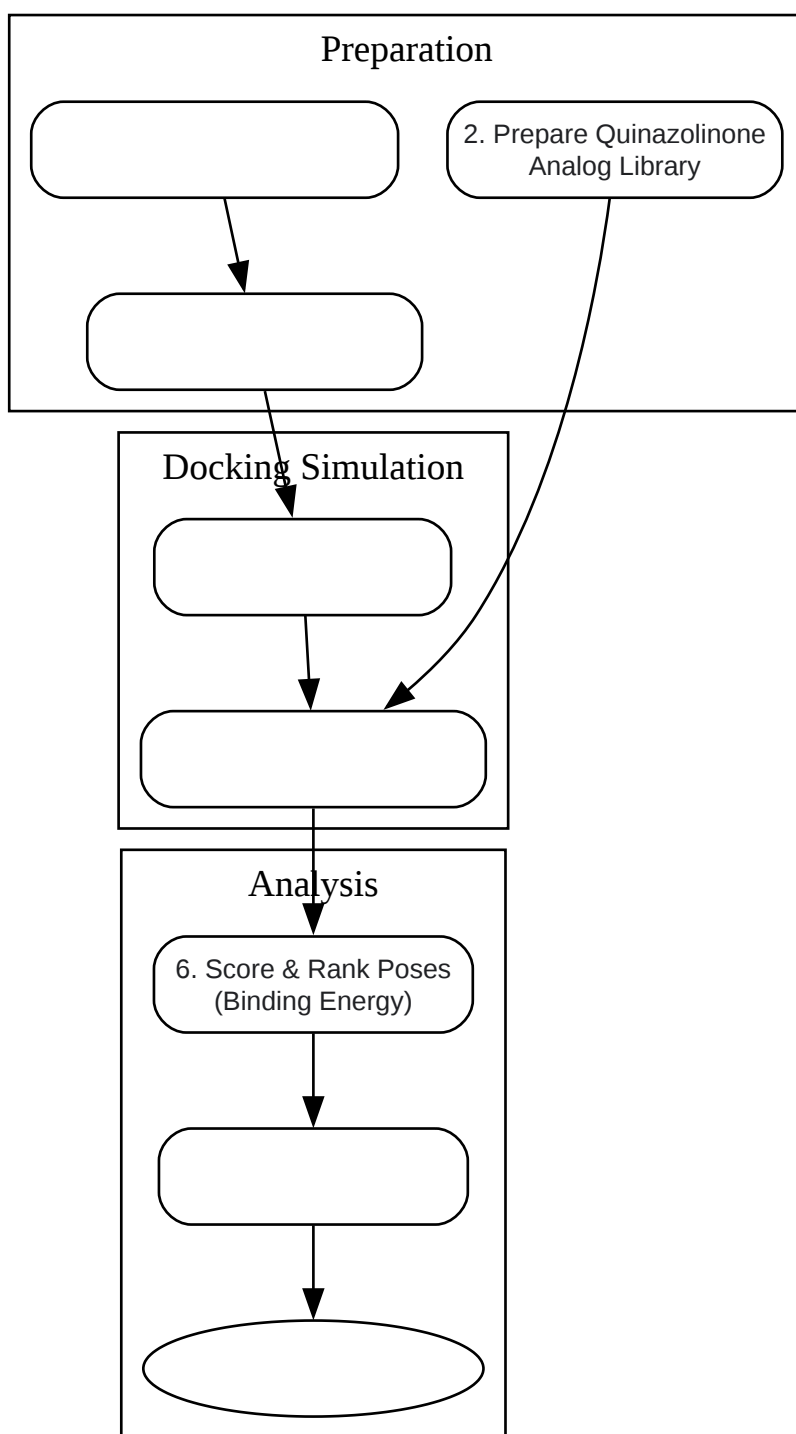 Preparation
2. Prepare Quinazolinone
Analog Library
Docking Simulation
Analysis
6. Score & Rank Poses
(Binding Energy)